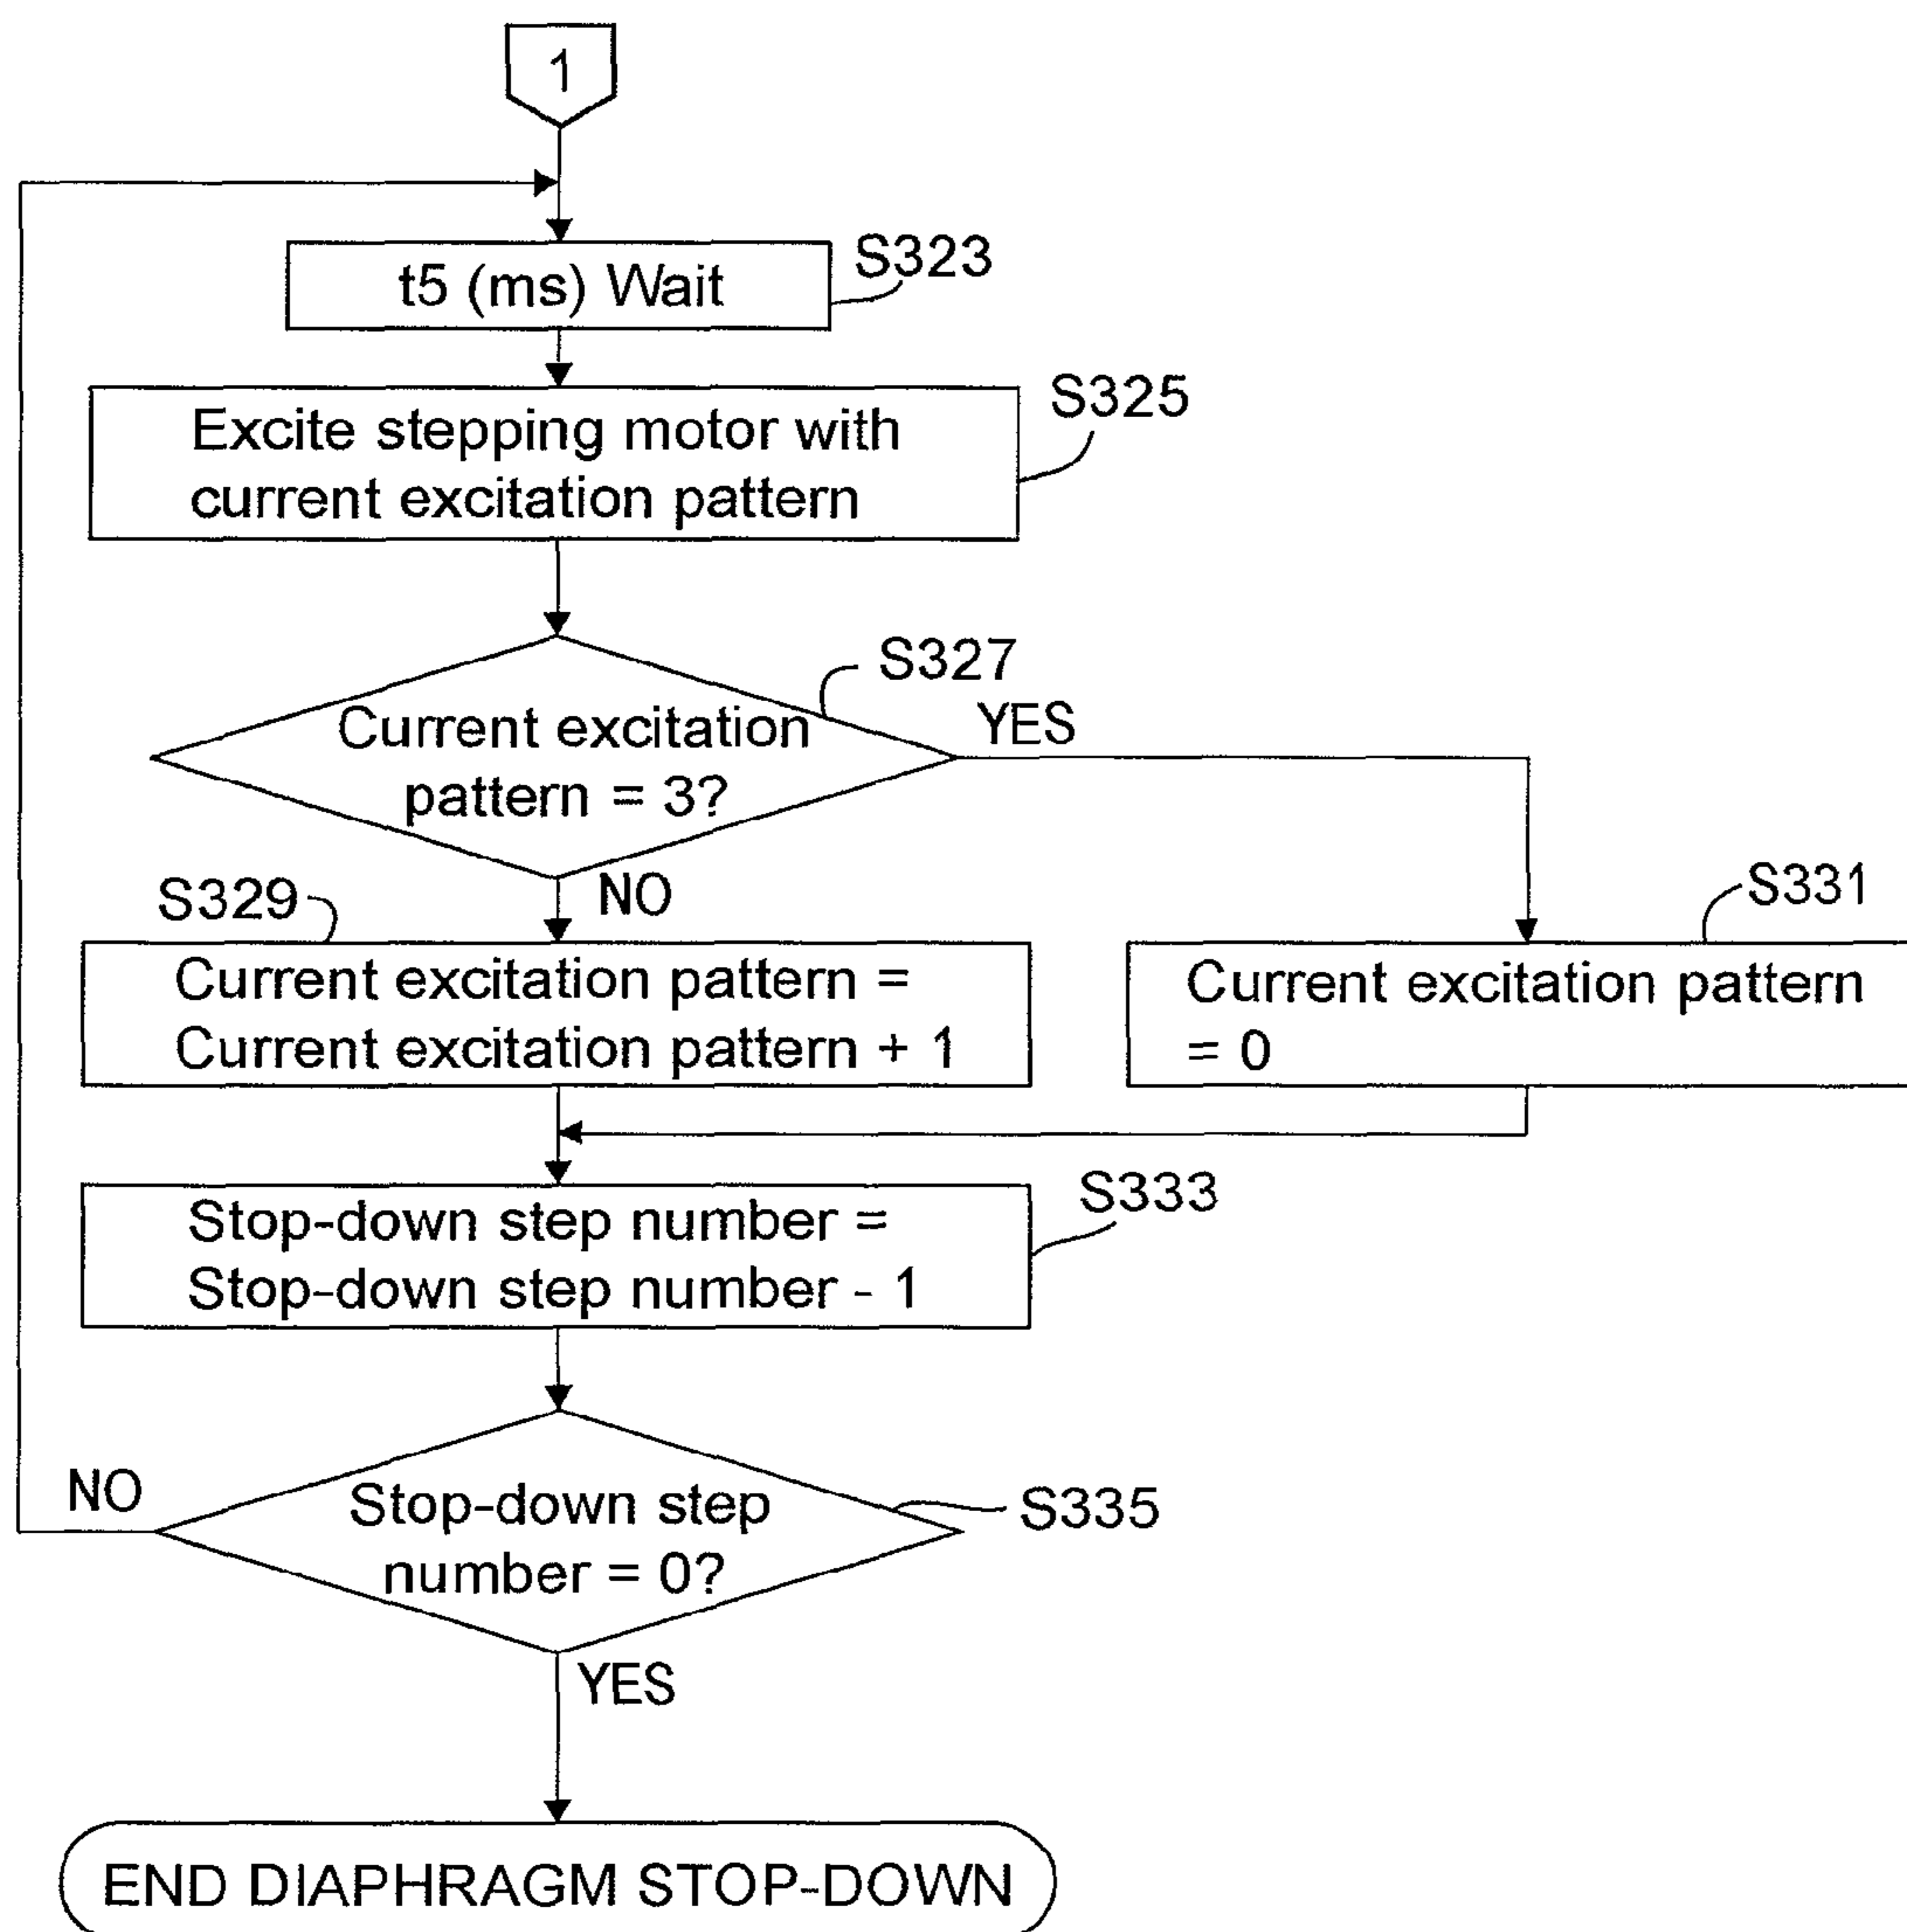 1
t5 (ms) Wait
S323
Excite stepping motor with
current excitation pattern
S325
Current excitation
pattern = 3?
S327
YES
NO
S329
Current excitation pattern =
Current excitation pattern + 1
S331
Current excitation pattern
= 0
Stop-down step number =
Stop-down step number - 1
S333
Stop-down step
number = 0?
S335
NO
YES
END DIAPHRAGM STOP-DOWN